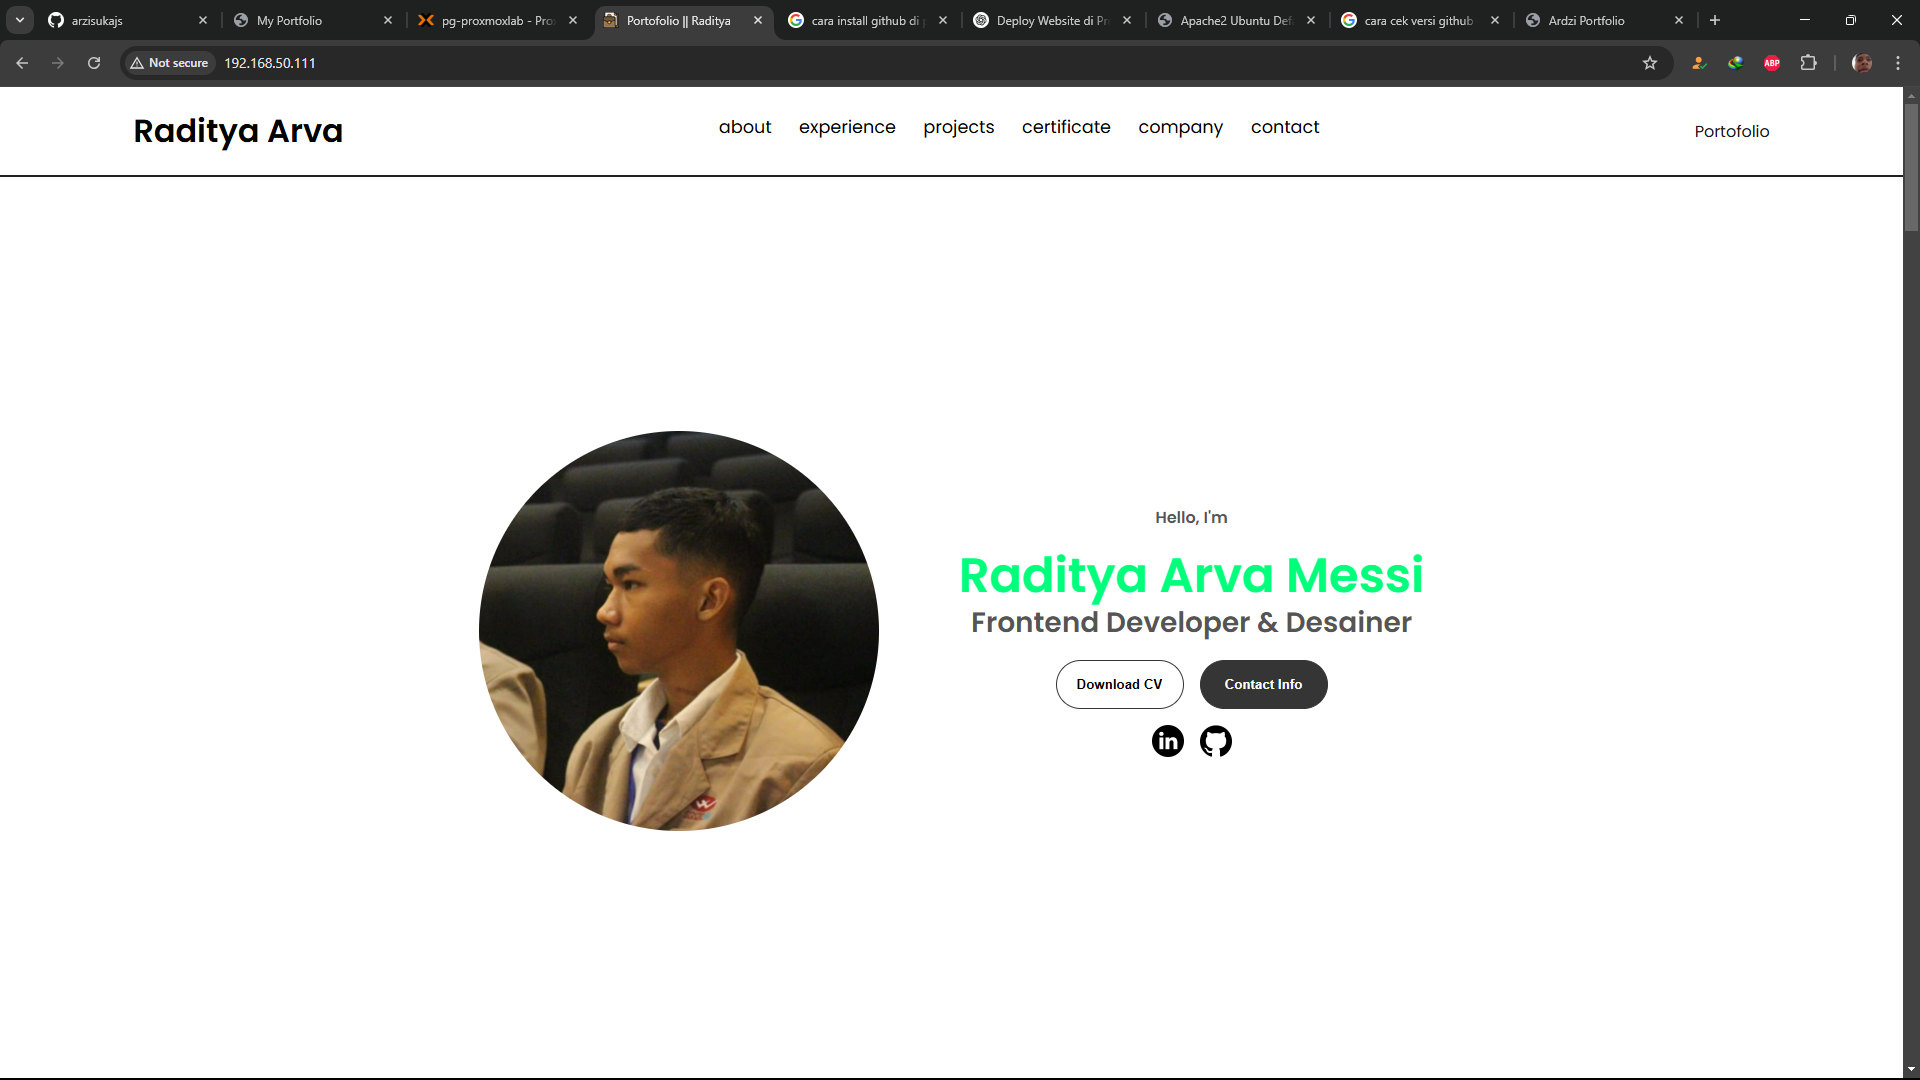 arzisukajs
My Portfolio
pg-proxmoxlab - Pro
Portofolio || Raditya
cara install github di
Deploy Website di Pr
Apache2 Ubuntu Def
cara cek versi github
Ardzi Portfolio
Not secure
192.168.50.111
ABP
Raditya Arva
about experience projects certificate company contact
Portofolio
Hello, I'm
Raditya Arva Messi
Frontend Developer & Desainer
Download CV
Contact Info
in